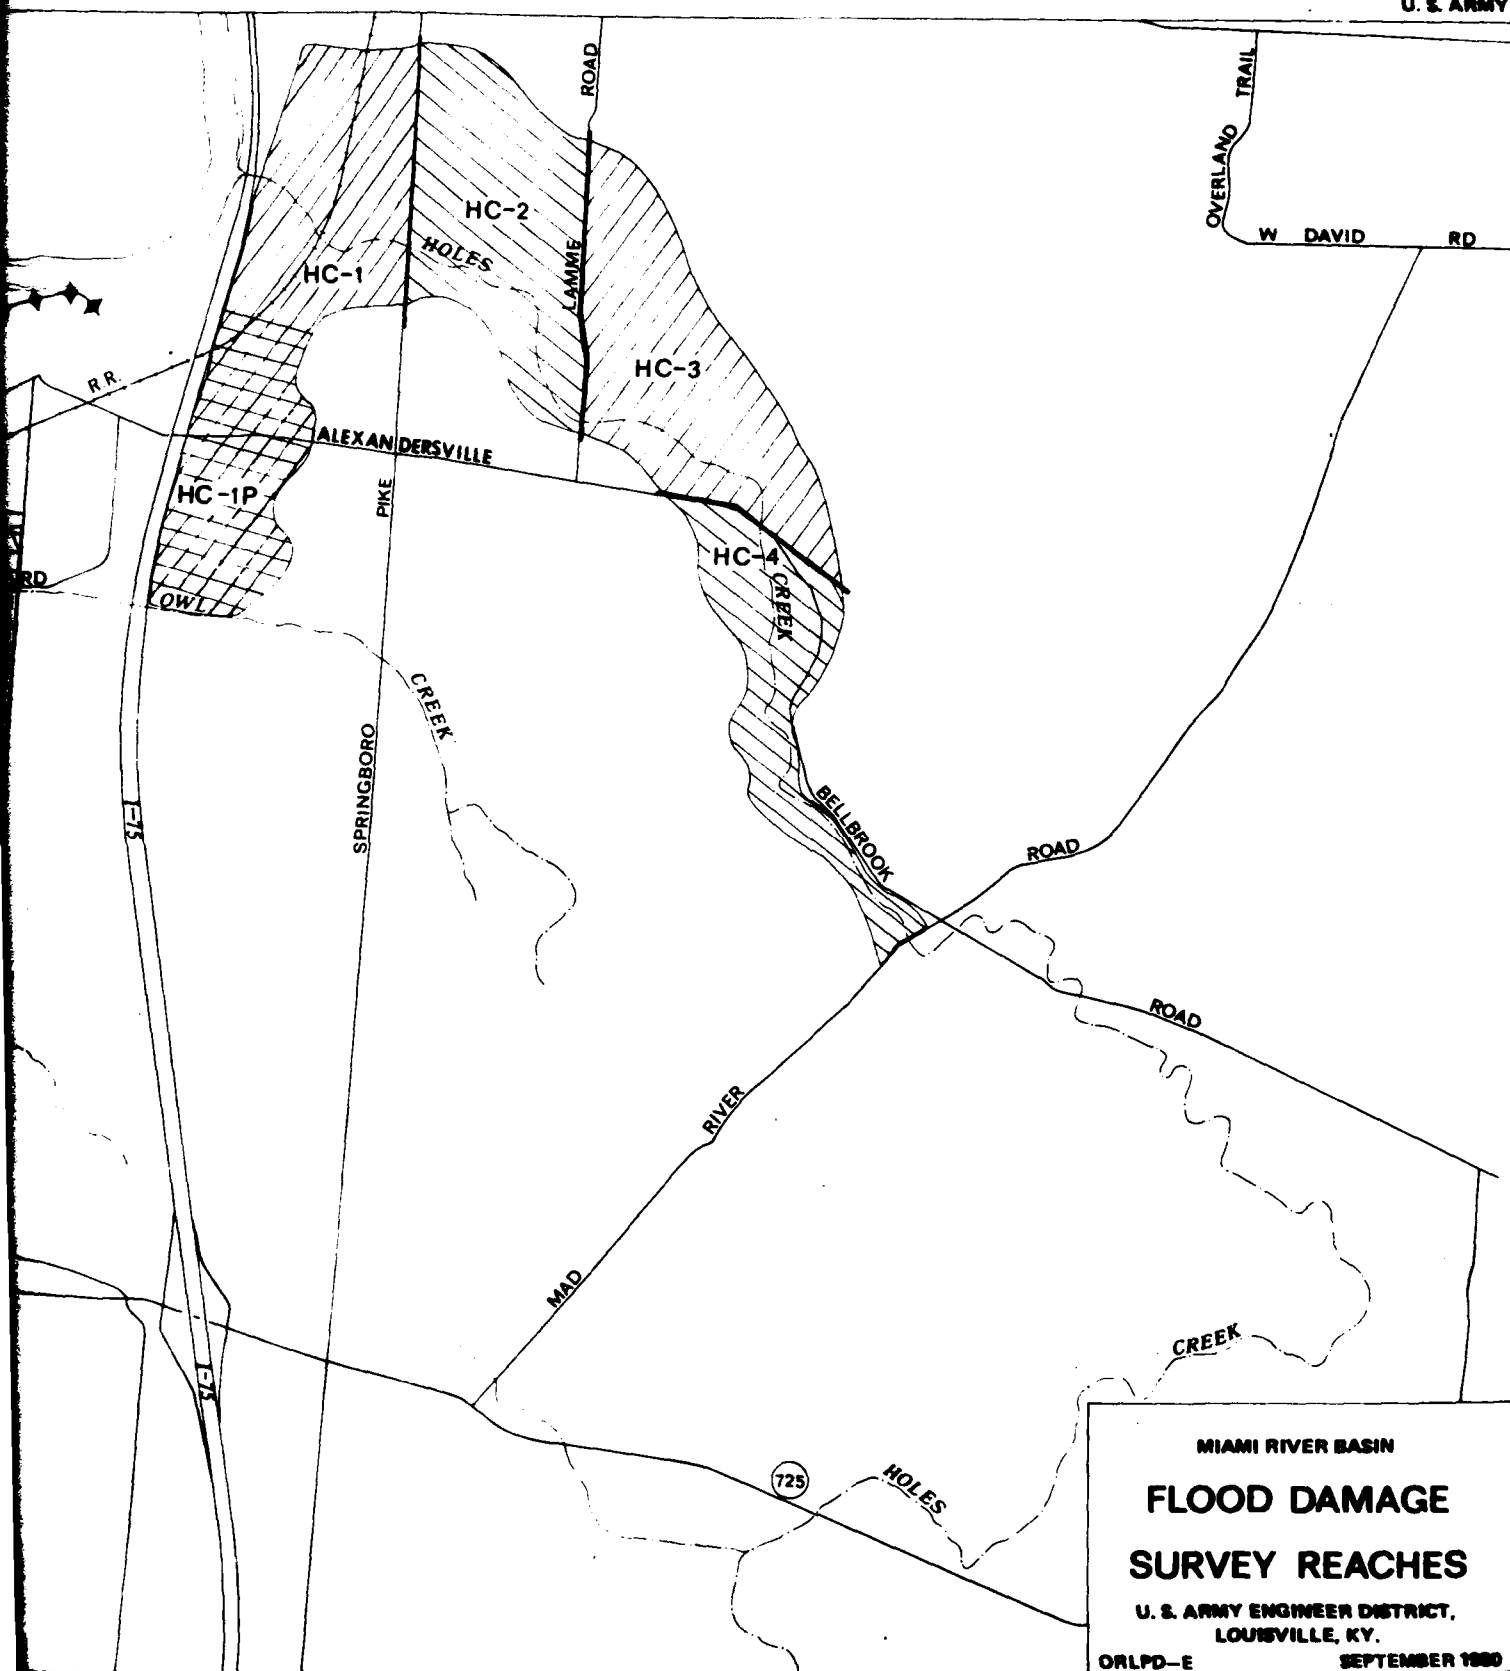 U. S. ARMY
ROAD
TRAIL
OVERLAND
W DAVID RD
HC-2
HOLES
LAMME
HC-1
HC-3
R.R.
ALEXANDERSVILLE
HC-1P
PIKE
HC-4
CREEK
RD
OWL
CREEK
SPRINGBORO
I-75
BELLBROOK
ROAD
ROAD
RIVER
MAD
CREEK
I-75
725
HOLES
MIAMI RIVER BASIN
FLOOD DAMAGE
SURVEY REACHES
U. S. ARMY ENGINEER DISTRICT,
LOUISVILLE, KY.
ORLPD-E SEPTEMBER 1980